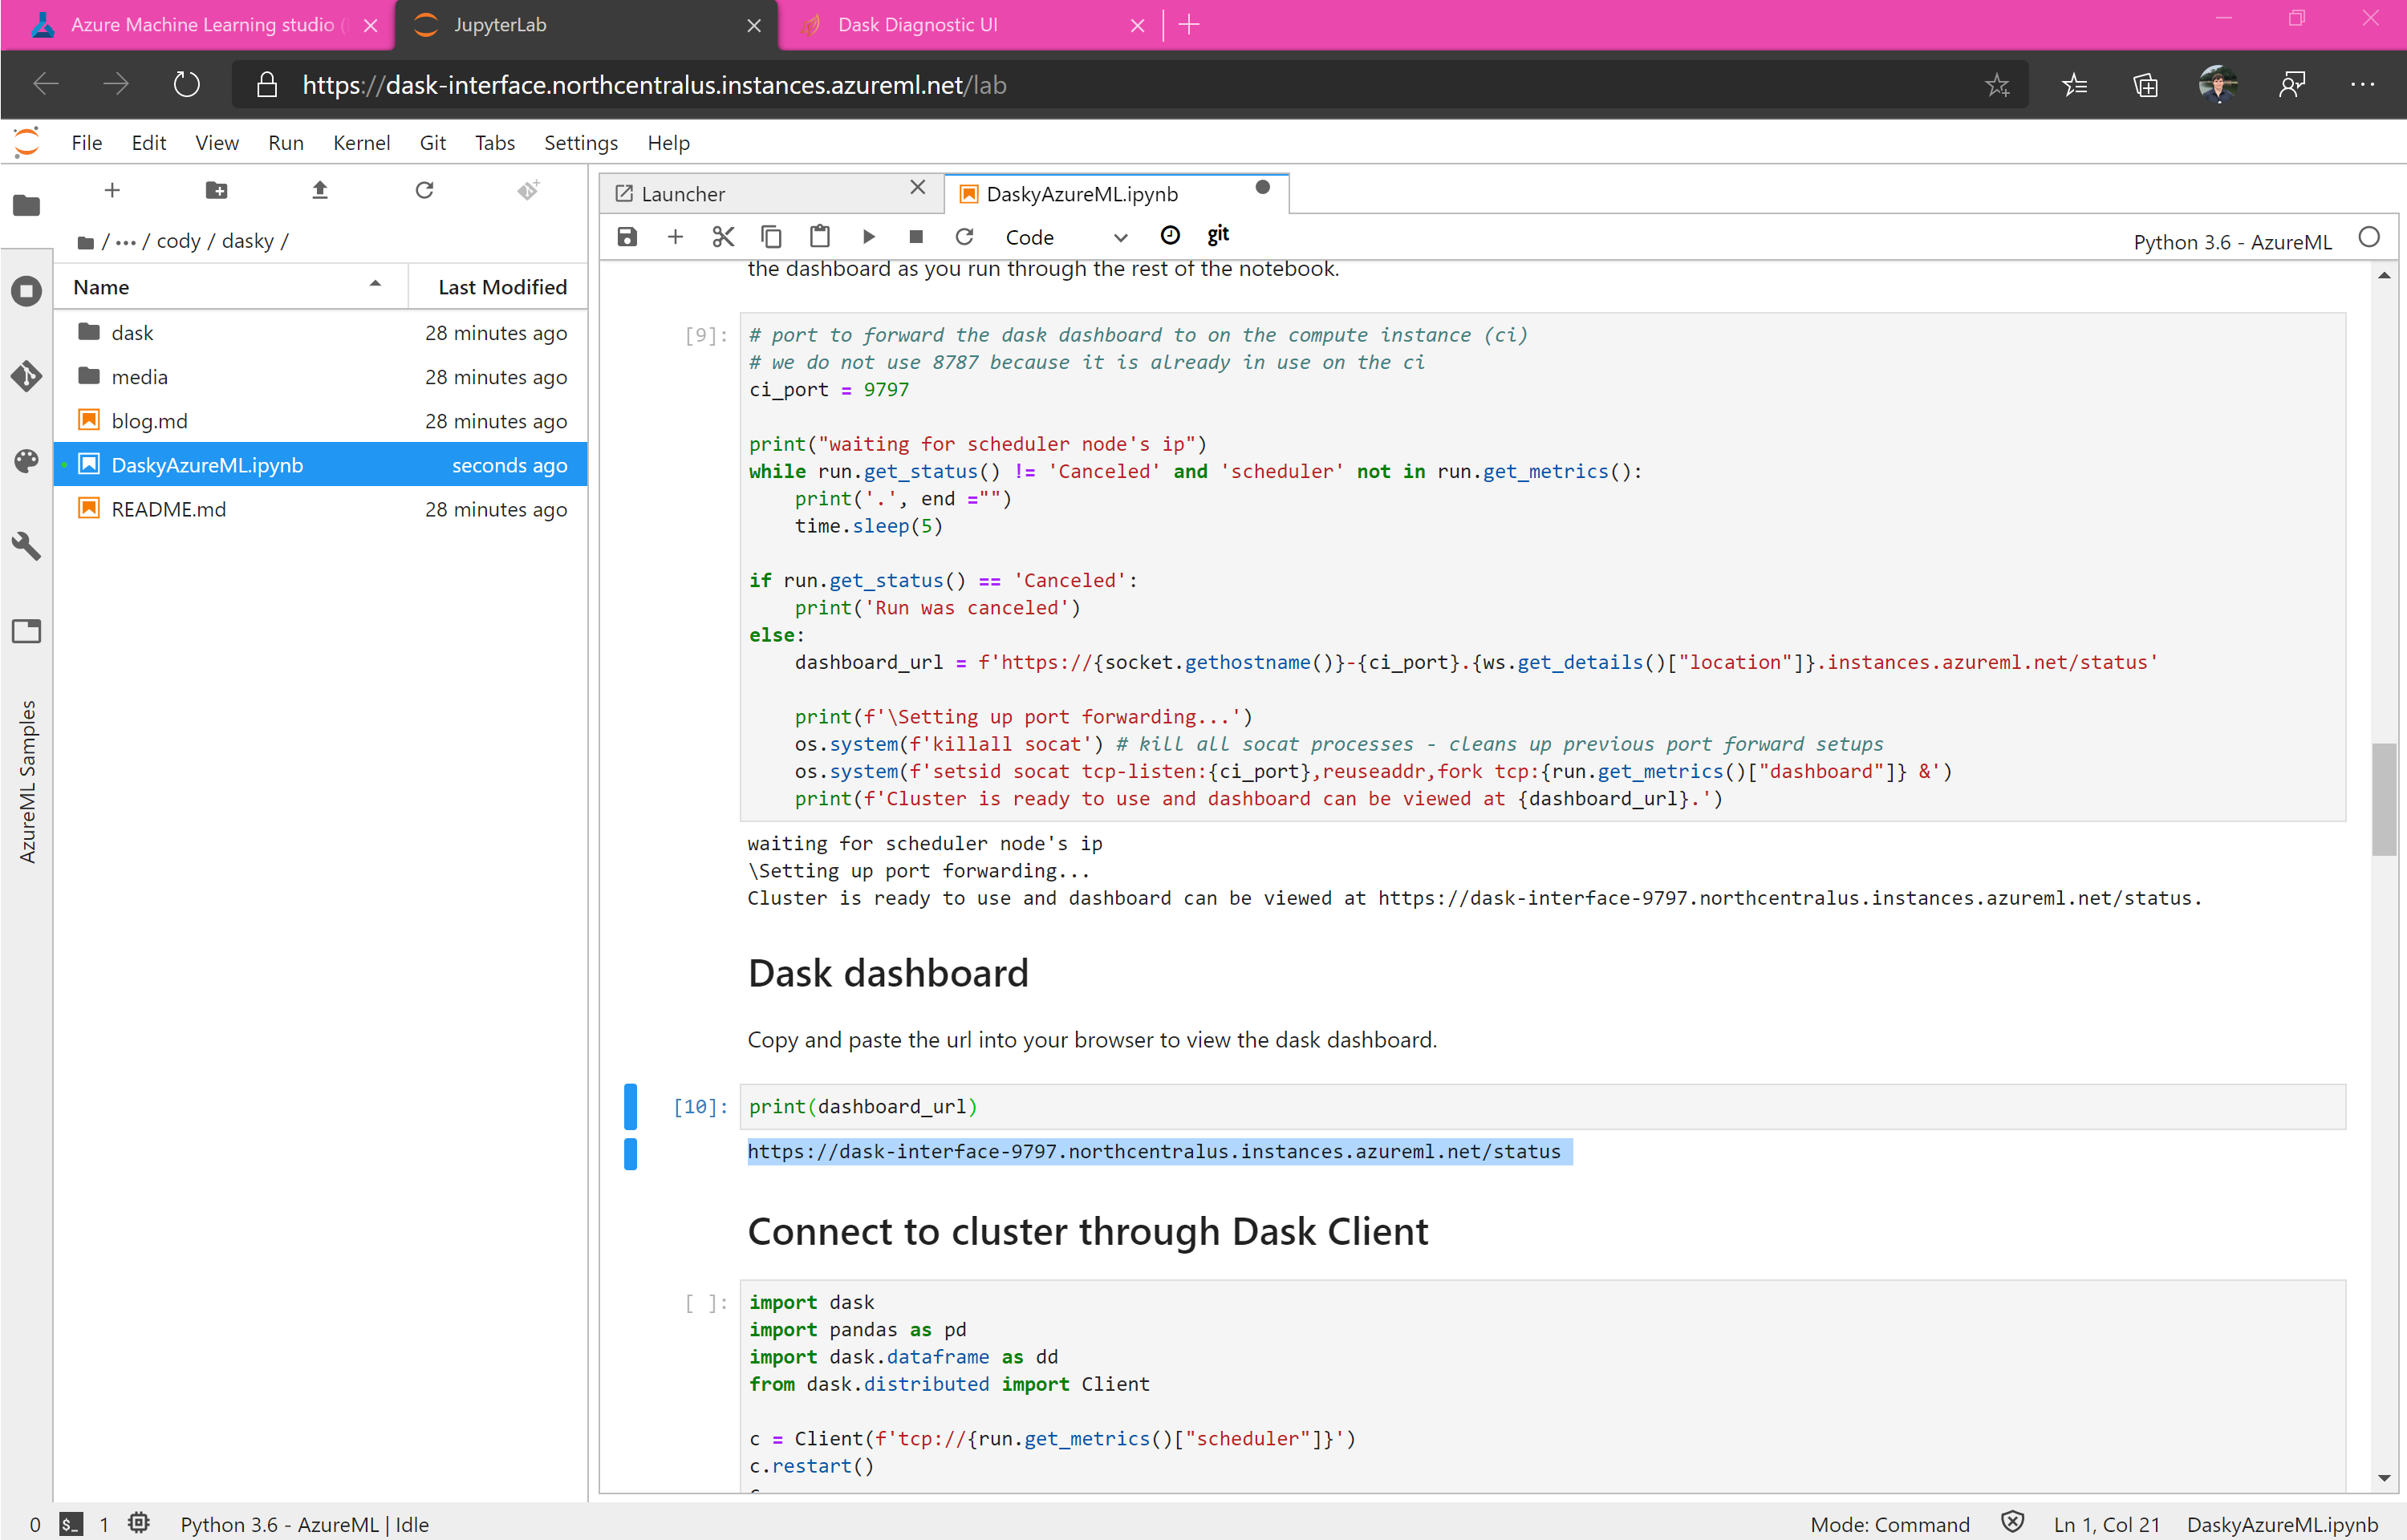 Azure Machine Learning studio (
JupyterLab
Dask Diagnostic UI
https://dask-interface.northcentralus.instances.azureml.net/lab
File Edit View Run Kernel Git Tabs Settings Help
/ ··· / cody / dasky /
Name Last Modified
dask 28 minutes ago
media 28 minutes ago
blog.md 28 minutes ago
DaskyAzureML.ipynb seconds ago
README.md 28 minutes ago
AzureML Samples
Launcher
DaskyAzureML.ipynb
Code
git
Python 3.6 - AzureML
the dashboard as you run through the rest of the notebook.
[9]:
# port to forward the dask dashboard to on the compute instance (ci)
# we do not use 8787 because it is already in use on the ci
ci_port = 9797
print("waiting for scheduler node's ip")
while run.get_status() != 'Canceled' and 'scheduler' not in run.get_metrics():
    print('.', end ="")
    time.sleep(5)
if run.get_status() == 'Canceled':
    print('Run was canceled')
else:
    dashboard_url = f'https://{socket.gethostname()}-{ci_port}.{ws.get_details()["location"]}.instances.azureml.net/status'
    print(f'\Setting up port forwarding...')
    os.system(f'killall socat') # kill all socat processes - cleans up previous port forward setups
    os.system(f'setsid socat tcp-listen:{ci_port},reuseaddr,fork tcp:{run.get_metrics()["dashboard"]} &')
    print(f'Cluster is ready to use and dashboard can be viewed at {dashboard_url}.')
waiting for scheduler node's ip
\Setting up port forwarding...
Cluster is ready to use and dashboard can be viewed at https://dask-interface-9797.northcentralus.instances.azureml.net/status.
Dask dashboard
Copy and paste the url into your browser to view the dask dashboard.
[10]: print(dashboard_url)
https://dask-interface-9797.northcentralus.instances.azureml.net/status
Connect to cluster through Dask Client
[ ]: import dask
import pandas as pd
import dask.dataframe as dd
from dask.distributed import Client
c = Client(f'tcp://{run.get_metrics()["scheduler"]}')
c.restart()
0 $_ 1 Python 3.6 - AzureML | Idle
Mode: Command Ln 1, Col 21 DaskyAzureML.ipynb